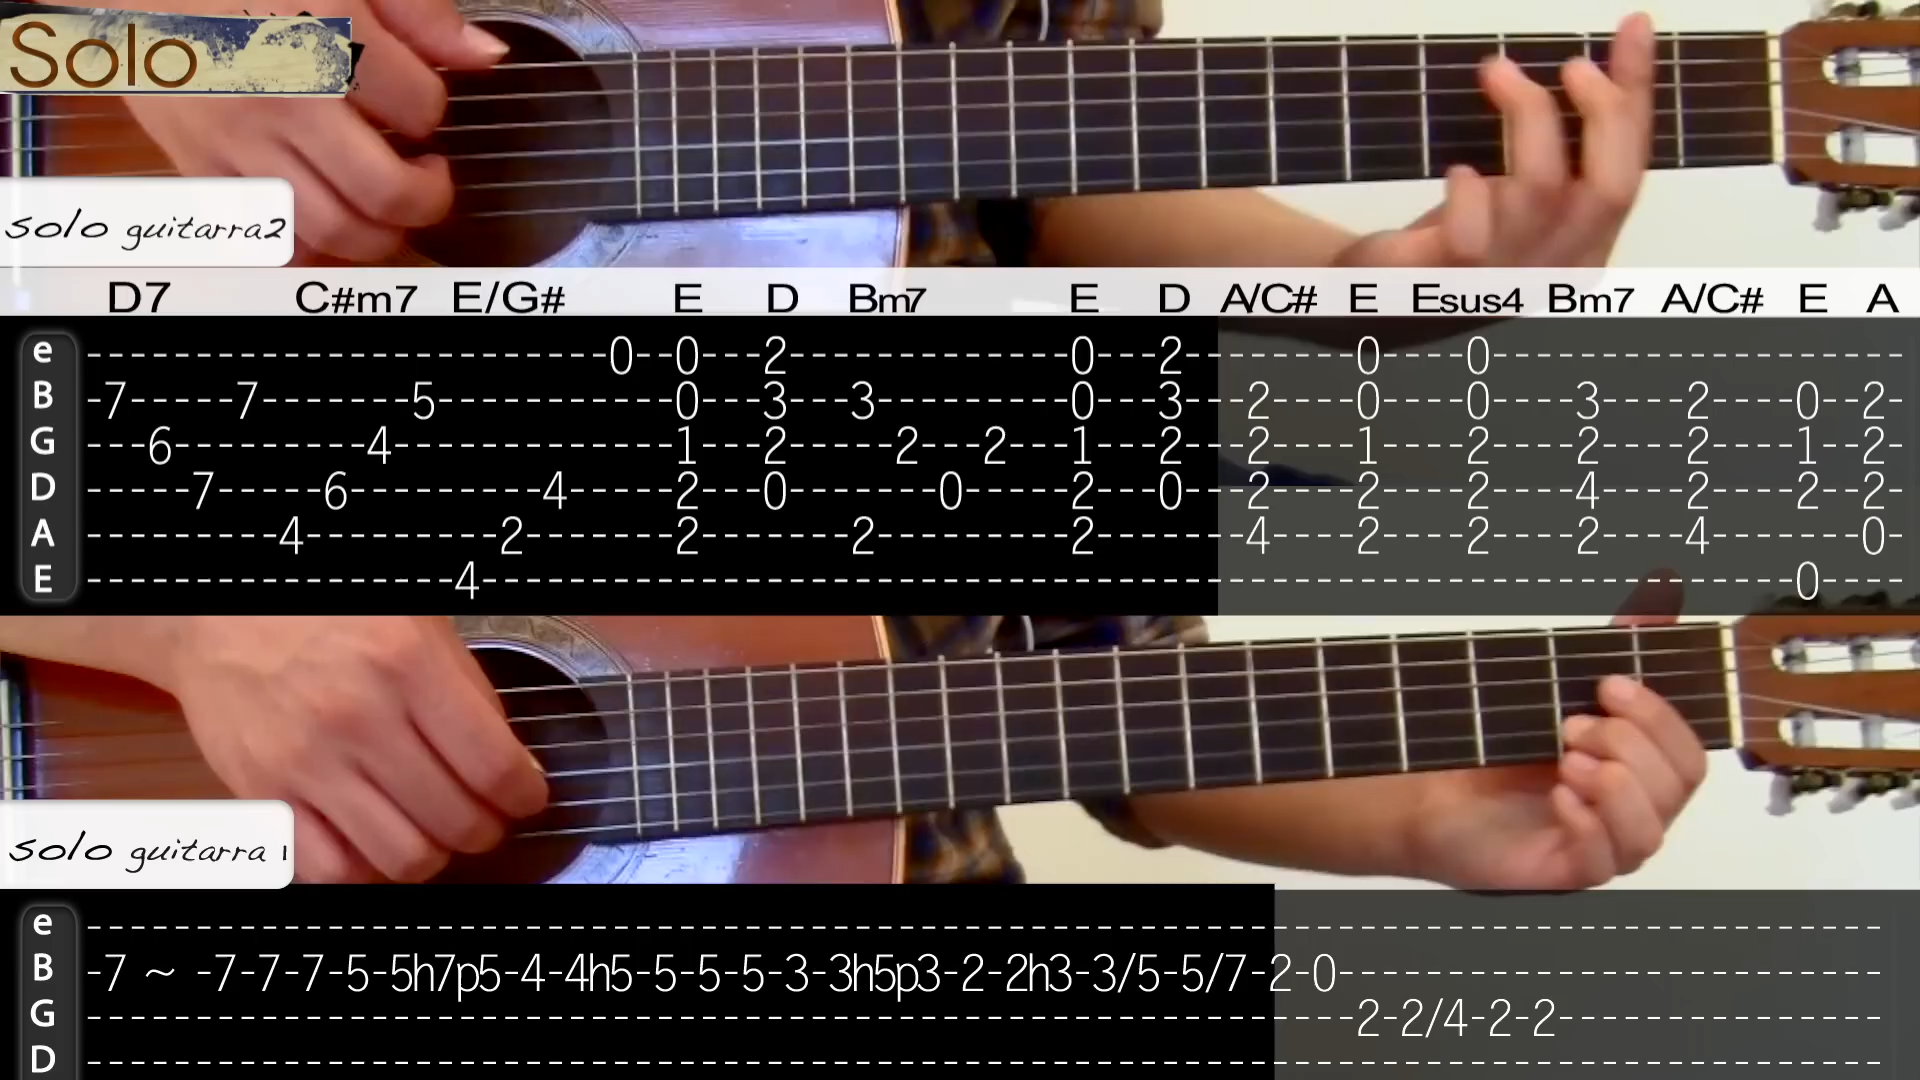 Solo
solo guitarra2
D7 C#m7 E/G# E D Bm7 E D A/C# E Esus4 Bm7 A/C# E A
e ------------------------0--0---2--------------0---2-------0----0-------------------
B -7-----7-------5-----------0---3---3----------0---3---2----0----0----3----2----0--2-
G ---6---------4-------------1---2-----2---2---1---2---2----1----2----2----2----1--2-
D -----7-----6---------4-----2---0-------0-----2---0---2----2----2----4----2----2--2-
A ---------4---------2-------2-------2---------2-------4----2----2----2----4-------0-
E -----------------4------------------------------------------------------------0----
solo guitarra 1
e ------------------------------------------------------------
B -7 ~ -7-7-7-5-5h7p5-4-4h5-5-5-5-3-3h5p3-2-2h3-3/5-5/7-2-0-------------------------
G ----------------------------------------------------------2-2/4-2-2---------------
D ------------------------------------------------------------